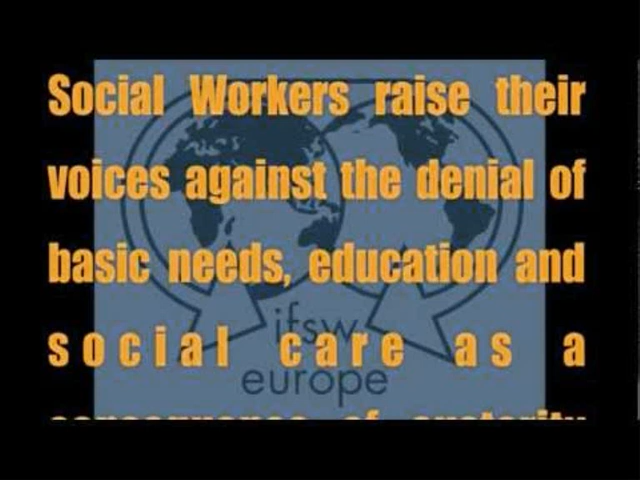 Social Workers raise their
voices against the denial of
basic needs, education and
social care as a
ifsw
europe